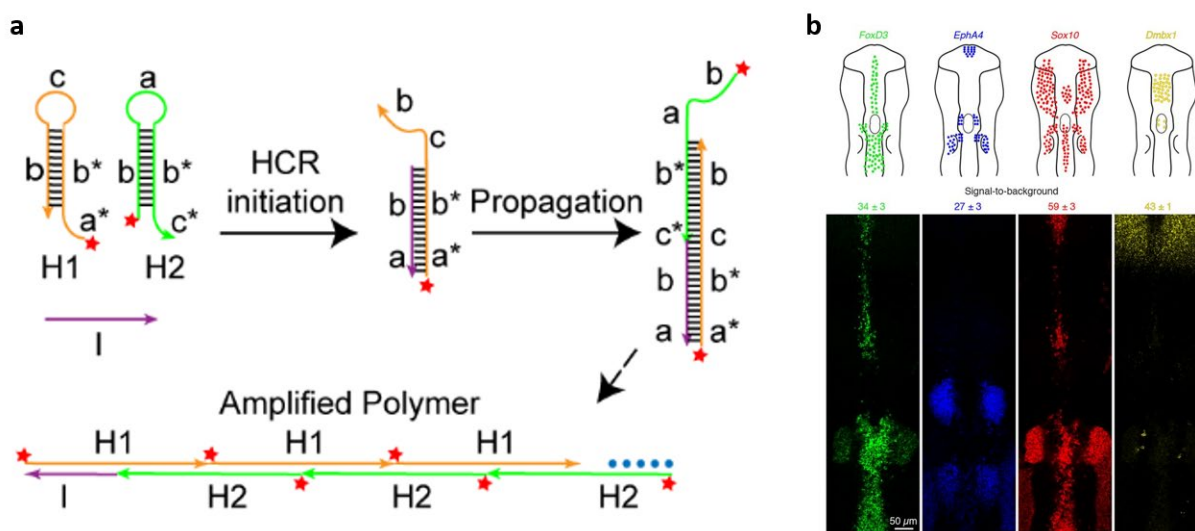 a
c
a
b b*
b b*
a*
c*
H1 H2
I
HCR
initiation
b
c
b b*
a a*
Propagation
b
a
b* b
c* c
b b*
a a*
Amplified Polymer
H1 H1 H1
I H2 H2 H2
b
FoxD3 EphA4 Sox10 Dmbx1
Signal-to-background
34 ± 3 27 ± 3 59 ± 3 43 ± 1
50 µm